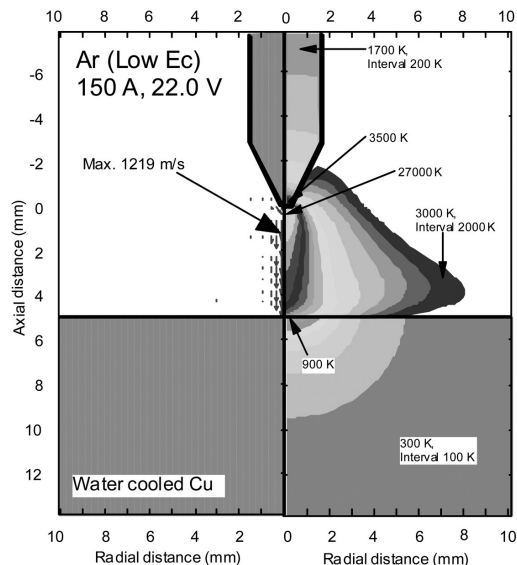 10 8 6 4 2 0 2 4 6 8 10
Ar (Low Ec)
150 A, 22.0 V
1700 K,
Interval 200 K
3500 K
27000 K
Max. 1219 m/s
3000 K,
Interval 2000 K
-6
-4
-2
0
2
4
6
8
10
12
Axial distance (mm)
900 K
300 K,
Interval 100 K
Water cooled Cu
10 8 6 4 2 0 2 4 6 8 10
Radial distance (mm) Radial distance (mm)